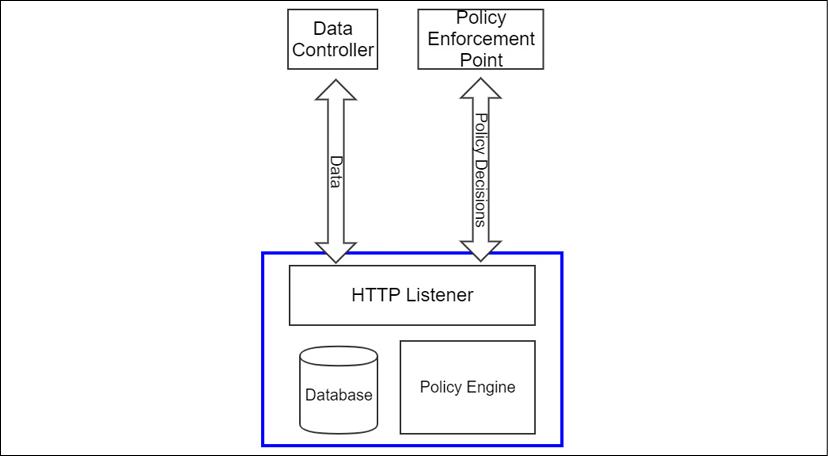 Data
Controller
Policy
Enforcement
Point
Data
Policy Decisions
HTTP Listener
Database
Policy Engine